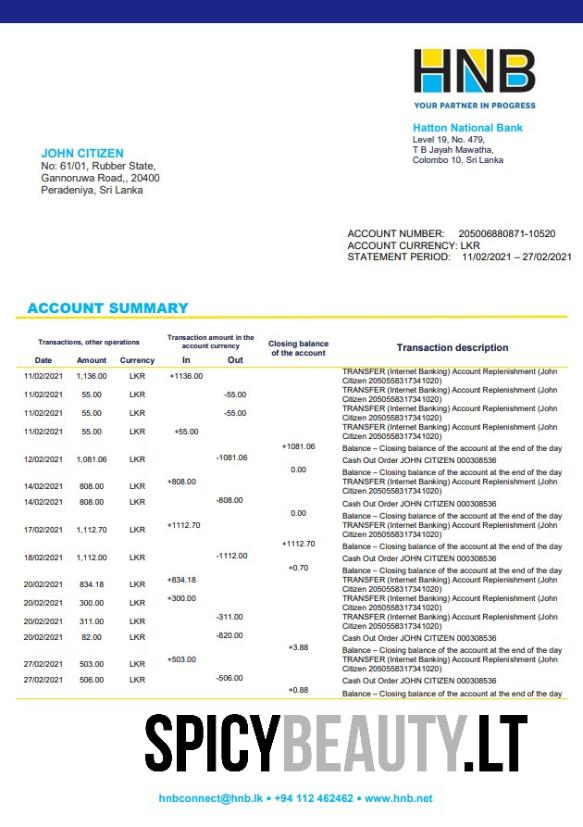 HNB
YOUR PARTNER IN PROGRESS
Hatton National Bank
Level 19, No. 479,
T B Jayah Mawatha,
Colombo 10, Sri Lanka
JOHN CITIZEN
No: 61/01, Rubber State,
Gannoruwa Road,, 20400
Peradeniya, Sri Lanka
ACCOUNT NUMBER: 205006880871-10520
ACCOUNT CURRENCY: LKR
STATEMENT PERIOD: 11/02/2021 – 27/02/2021
ACCOUNT SUMMARY
Transactions, other operations
Transaction amount in the
account currency
Closing balance
of the account
Transaction description
Date Amount Currency In Out
11/02/2021 1,136.00 LKR +1136.00 TRANSFER (Internet Banking) Account Replenishment (John
Citizen 2050558317341020)
11/02/2021 55.00 LKR -55.00 TRANSFER (Internet Banking) Account Replenishment (John
Citizen 2050558317341020)
11/02/2021 55.00 LKR -55.00 TRANSFER (Internet Banking) Account Replenishment (John
Citizen 2050558317341020)
11/02/2021 55.00 LKR +55.00 TRANSFER (Internet Banking) Account Replenishment (John
Citizen 2050558317341020)
+1081.06 Balance – Closing balance of the account at the end of the day
12/02/2021 1,081.06 LKR -1081.06 Cash Out Order JOHN CITIZEN 000308536
0.00 Balance – Closing balance of the account at the end of the day
14/02/2021 808.00 LKR +808.00 TRANSFER (Internet Banking) Account Replenishment (John
Citizen 2050558317341020)
14/02/2021 808.00 LKR -808.00 Cash Out Order JOHN CITIZEN 000308536
0.00 Balance – Closing balance of the account at the end of the day
17/02/2021 1,112.70 LKR +1112.70 TRANSFER (Internet Banking) Account Replenishment (John
Citizen 2050558317341020)
+1112.70 Balance – Closing balance of the account at the end of the day
18/02/2021 1,112.00 LKR -1112.00 Cash Out Order JOHN CITIZEN 000308536
+0.70 Balance – Closing balance of the account at the end of the day
20/02/2021 834.18 LKR +834.18 TRANSFER (Internet Banking) Account Replenishment (John
Citizen 2050558317341020)
20/02/2021 300.00 LKR +300.00 TRANSFER (Internet Banking) Account Replenishment (John
Citizen 2050558317341020)
20/02/2021 311.00 LKR -311.00 TRANSFER (Internet Banking) Account Replenishment (John
Citizen 2050558317341020)
20/02/2021 82.00 LKR -820.00 Cash Out Order JOHN CITIZEN 000308536
+3.88 Balance – Closing balance of the account at the end of the day
27/02/2021 503.00 LKR +503.00 TRANSFER (Internet Banking) Account Replenishment (John
Citizen 2050558317341020)
27/02/2021 506.00 LKR -506.00 Cash Out Order JOHN CITIZEN 000308536
+0.88 Balance – Closing balance of the account at the end of the day
SPICYBEAUTY.LT
hnbconnect@hnb.lk • +94 112 462462 • www.hnb.net